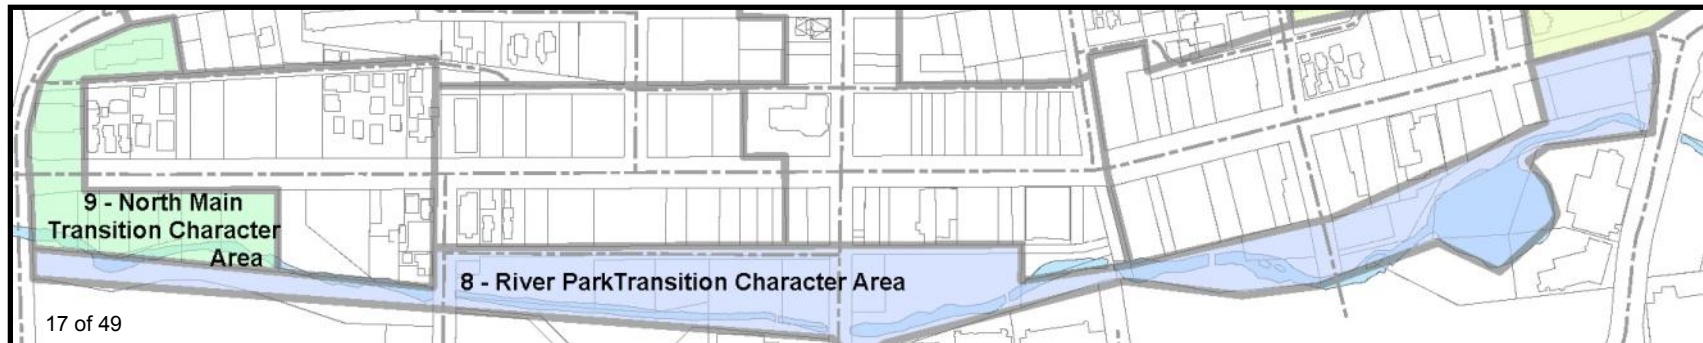 9 - North Main
Transition Character
Area
8 - River ParkTransition Character Area
17 of 49